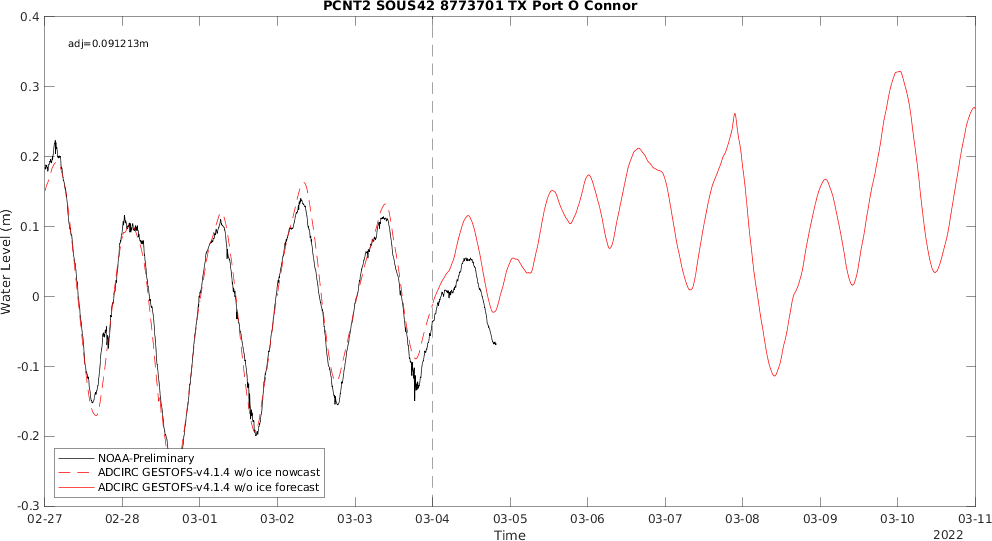 PCNT2 SOUS42 8773701 TX Port O Connor
adj=0.091213m
Water Level (m)
0.4
0.3
0.2
0.1
0
-0.1
-0.2
-0.3
NOAA-Preliminary
ADCIRC GESTOFS-v4.1.4 w/o ice nowcast
ADCIRC GESTOFS-v4.1.4 w/o ice forecast
02-27 02-28 03-01 03-02 03-03 03-04 03-05 03-06 03-07 03-08 03-09 03-10 03-11
Time
2022